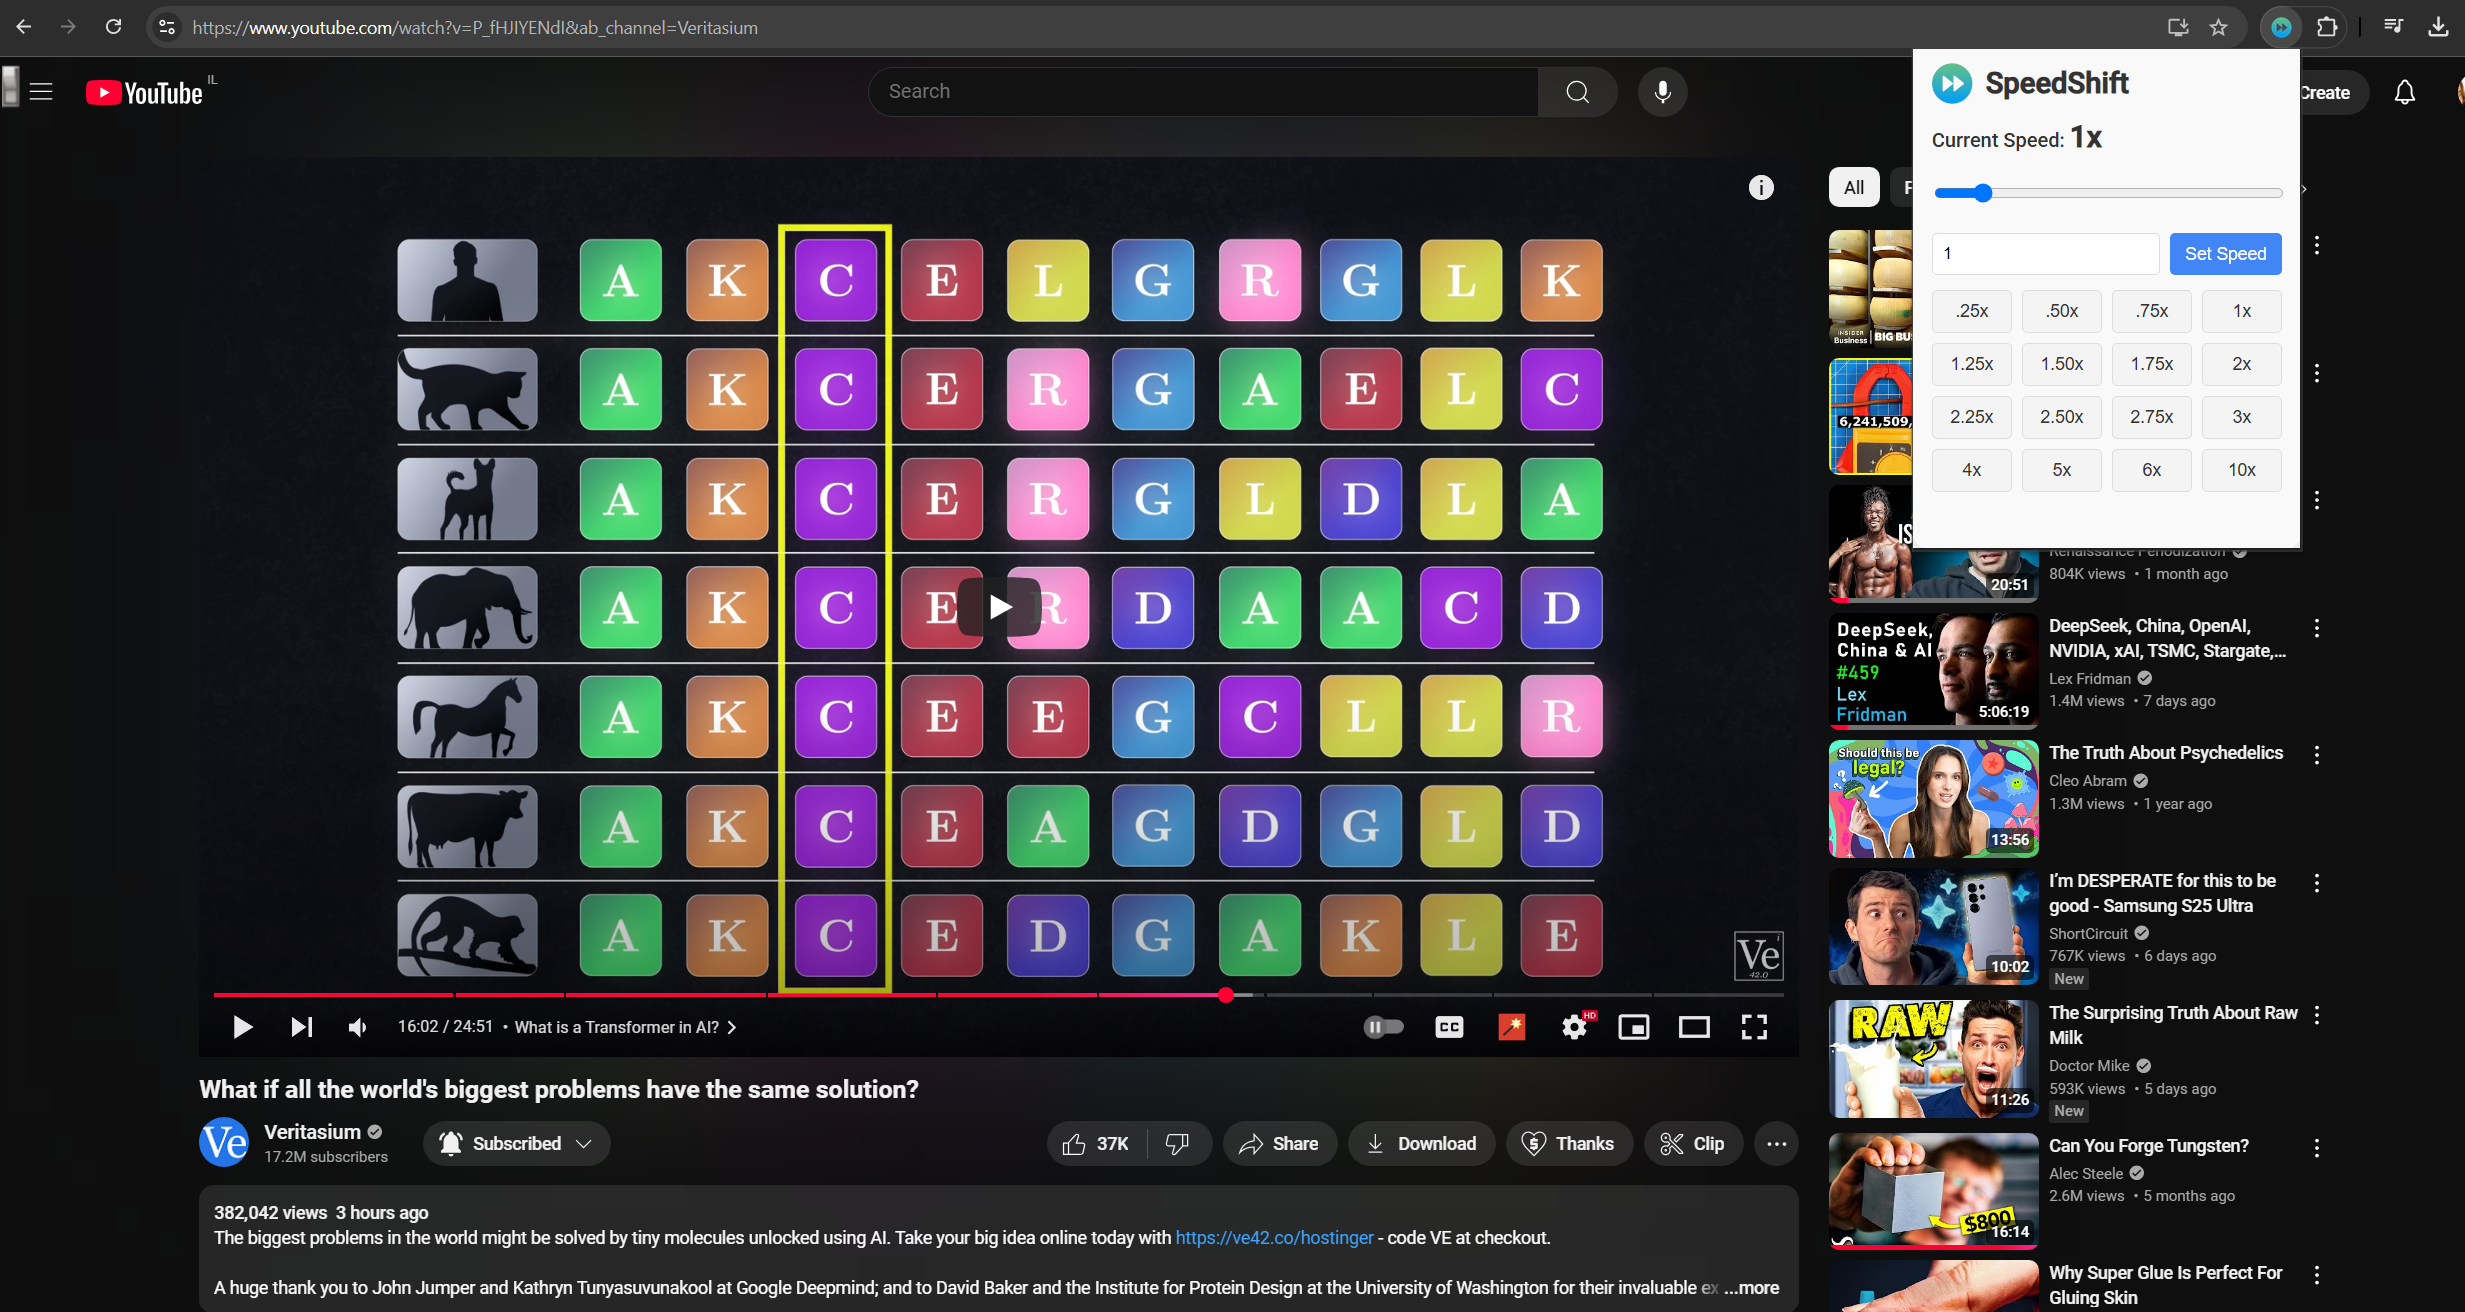 https://www.youtube.com/watch?v=P_fHJIYENdI&ab_channel=Veritasium
YouTube IL
Search
Create
SpeedShift
Current Speed: 1x
1
Set Speed
.25x .50x .75x 1x
1.25x 1.50x 1.75x 2x
2.25x 2.50x 2.75x 3x
4x 5x 6x 10x
A K C E L G R G L K
A K C E R G A E L C
A K C E R G L D L A
A K C E R D A A C D
A K C E E G C L L R
A K C E A G D G L D
A K C E D G A K L E
Ve
42.0
16:02 / 24:51 • What is a Transformer in AI?
CC
HD
What if all the world's biggest problems have the same solution?
Ve
Veritasium
17.2M subscribers
Subscribed
37K
Share
Download
Thanks
Clip
382,042 views 3 hours ago
The biggest problems in the world might be solved by tiny molecules unlocked using AI. Take your big idea online today with https://ve42.co/hostinger - code VE at checkout.
A huge thank you to John Jumper and Kathryn Tunyasuvunakool at Google Deepmind; and to David Baker and the Institute for Protein Design at the University of Washington for their invaluable ex ...more
All
INSIDER
Business | BIG BU
6,241,509,
IS
20:51
Renaissance Periodization
804K views • 1 month ago
DeepSeek,
China & AI
#459
Lex
Fridman
5:06:19
DeepSeek, China, OpenAI,
NVIDIA, xAI, TSMC, Stargate,...
Lex Fridman
1.4M views • 7 days ago
Should this be
legal?
13:56
The Truth About Psychedelics
Cleo Abram
1.3M views • 1 year ago
10:02
I'm DESPERATE for this to be
good - Samsung S25 Ultra
ShortCircuit
767K views • 6 days ago
New
RAW
11:26
The Surprising Truth About Raw
Milk
Doctor Mike
593K views • 5 days ago
New
$800
16:14
Can You Forge Tungsten?
Alec Steele
2.6M views • 5 months ago
Why Super Glue Is Perfect For
Gluing Skin